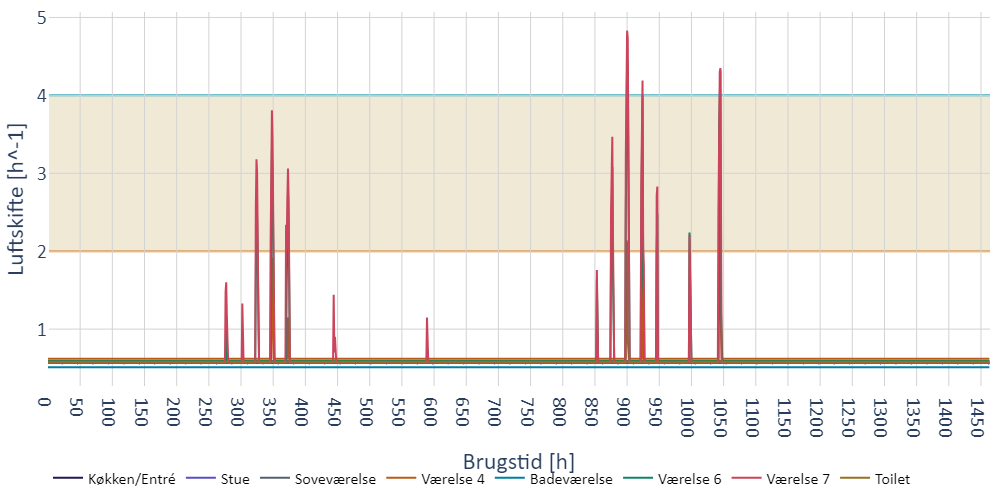 5
4
3
2
1
Luftskifte [h^-1]
0 50 100 150 200 250 300 350 400 450 500 550 600 650 700 750 800 850 900 950 1000 1050 1100 1150 1200 1250 1300 1350 1400 1450
Brugstid [h]
Køkken/Entré Stue Soveværelse Værelse 4 Badeværelse Værelse 6 Værelse 7 Toilet